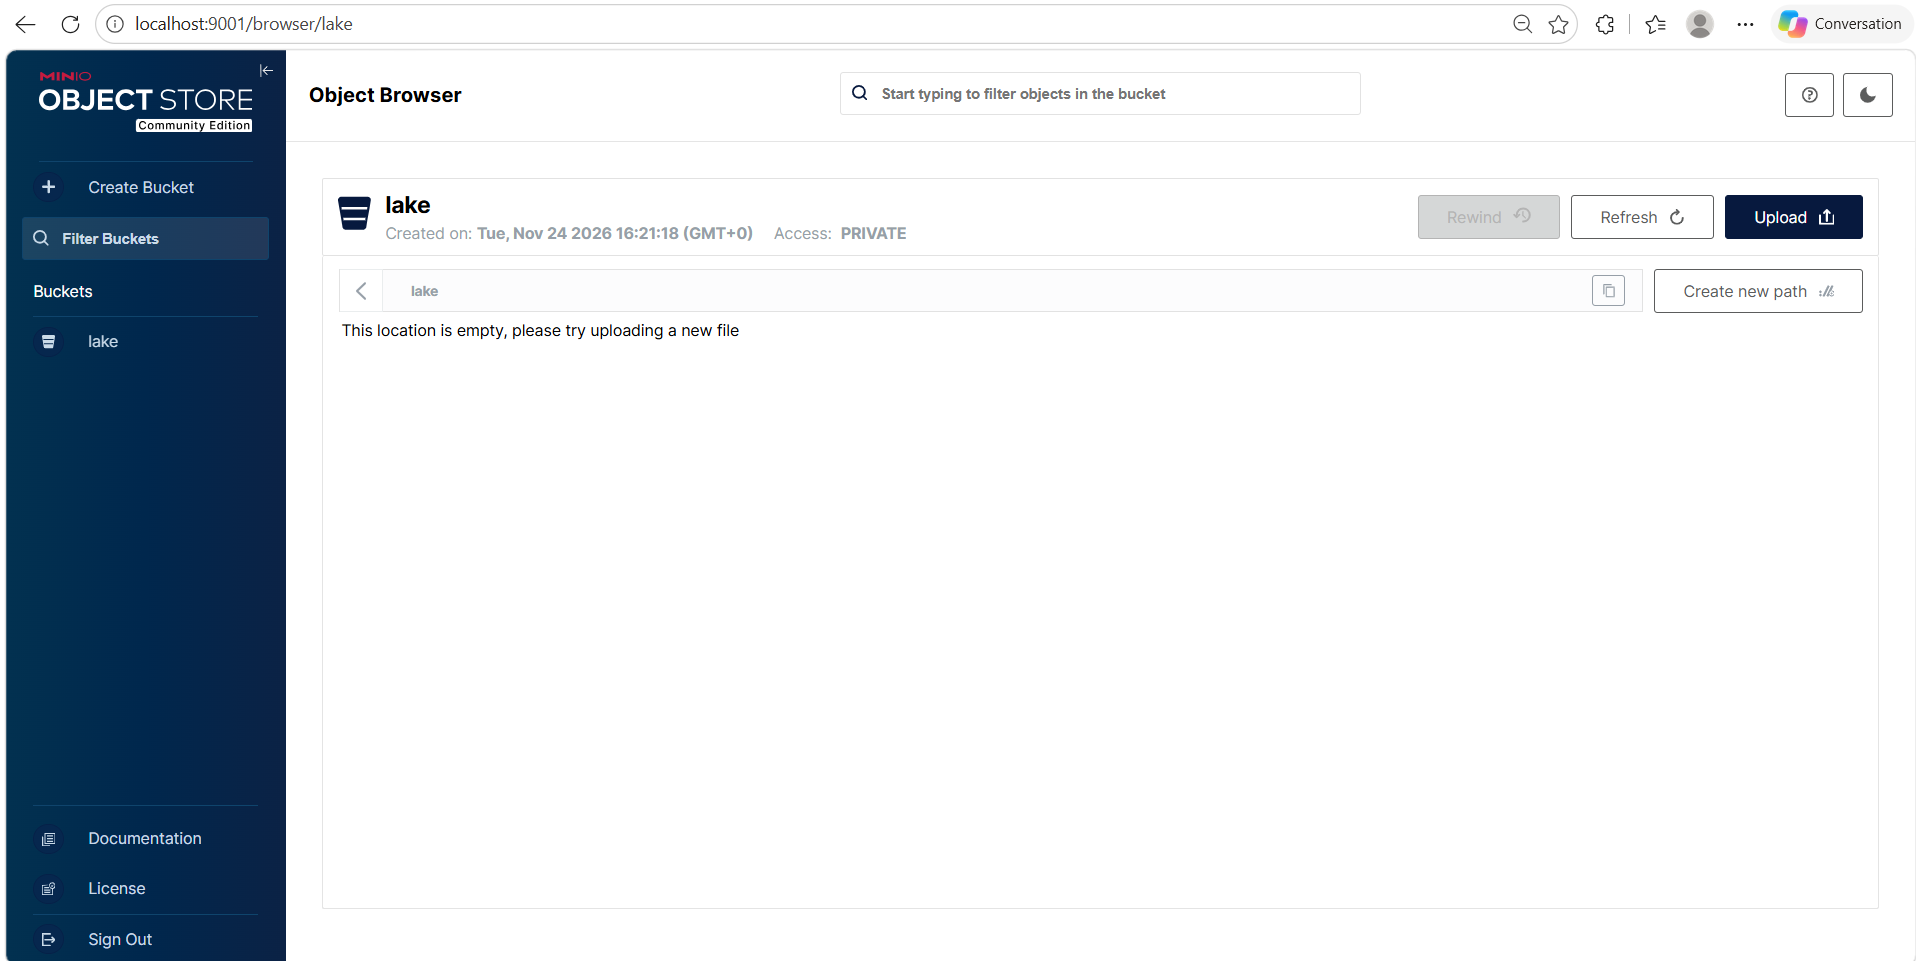 localhost:9001/browser/lake
Conversation
MINIO
OBJECT STORE
Community Edition
Create Bucket
Filter Buckets
Buckets
lake
Documentation
License
Sign Out
Object Browser
Start typing to filter objects in the bucket
lake
Created on: Tue, Nov 24 2026 16:21:18 (GMT+0) Access: PRIVATE
Rewind
Refresh
Upload
lake
Create new path
This location is empty, please try uploading a new file